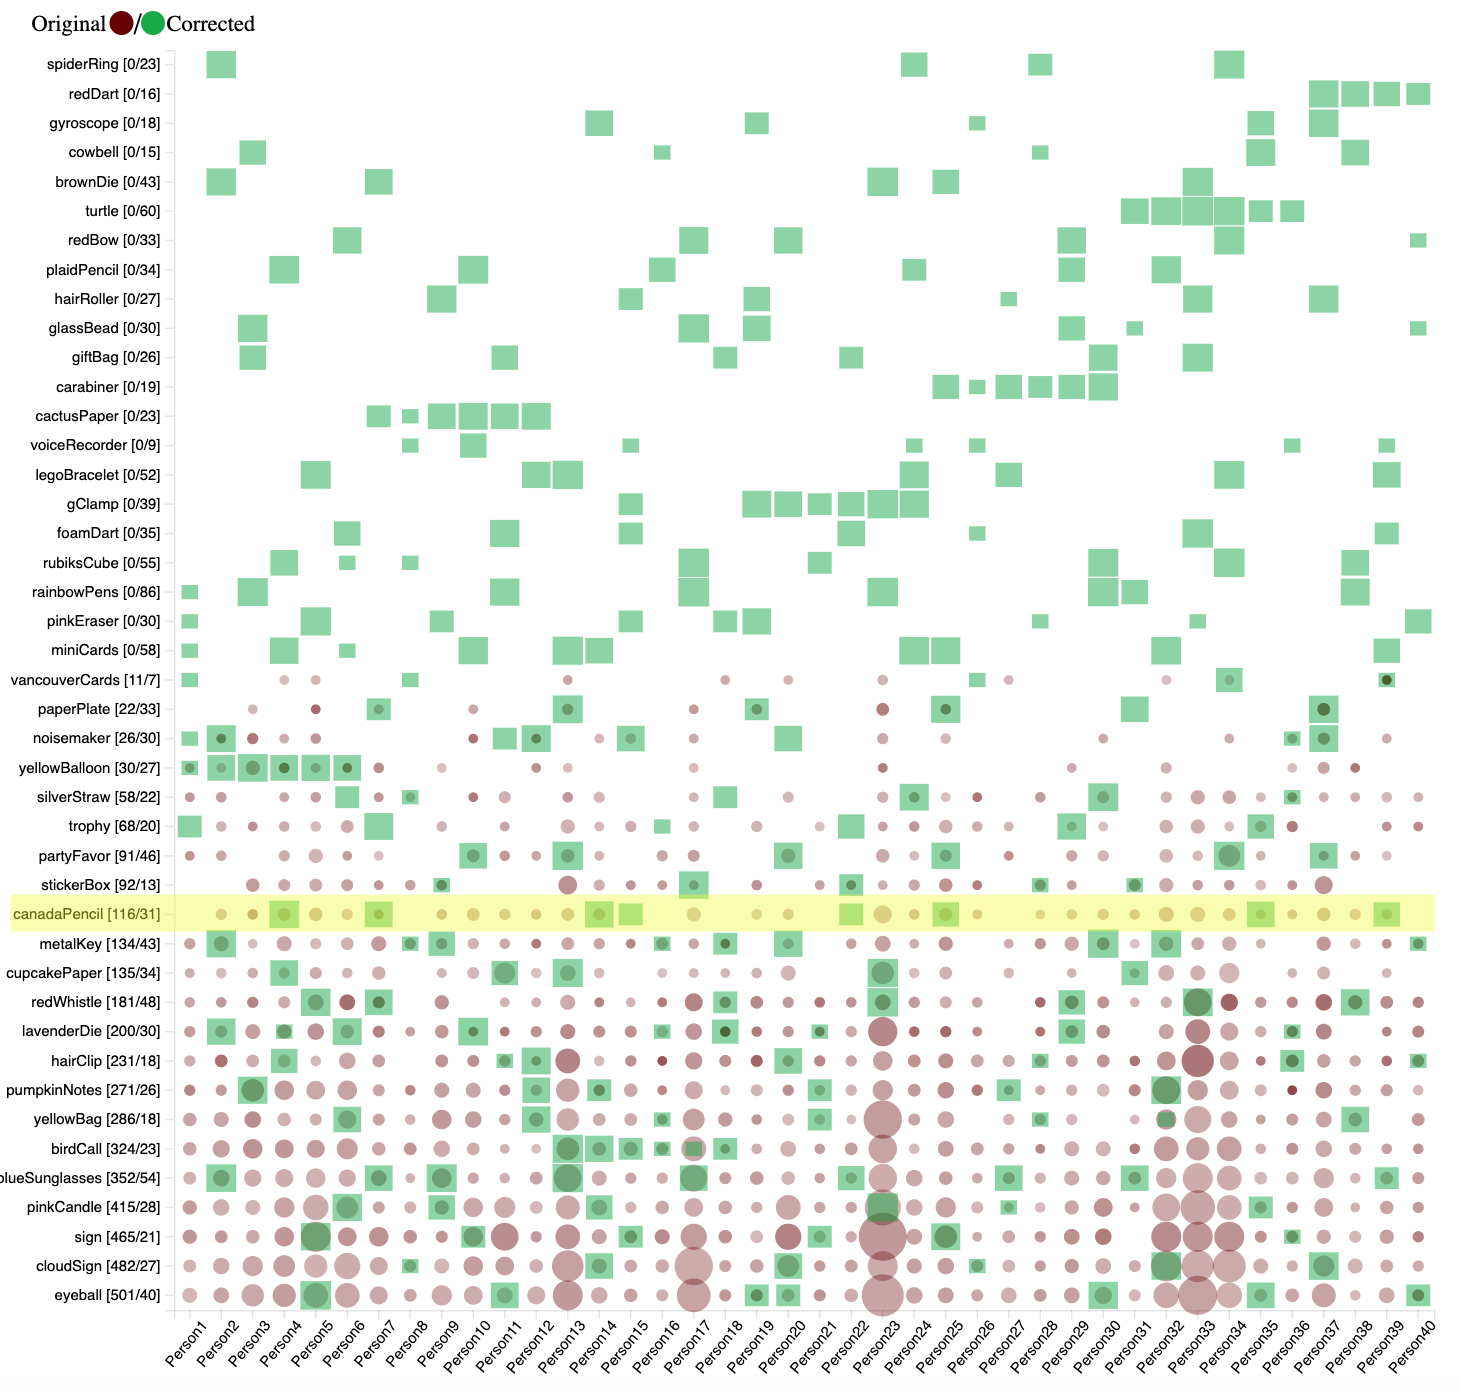 Original / Corrected
spiderRing [0/23]
redDart [0/16]
gyroscope [0/18]
cowbell [0/15]
brownDie [0/43]
turtle [0/60]
redBow [0/33]
plaidPencil [0/34]
hairRoller [0/27]
glassBead [0/30]
giftBag [0/26]
carabiner [0/19]
cactusPaper [0/23]
voiceRecorder [0/9]
legoBracelet [0/52]
gClamp [0/39]
foamDart [0/35]
rubiksCube [0/55]
rainbowPens [0/86]
pinkEraser [0/30]
miniCards [0/58]
vancouverCards [11/7]
paperPlate [22/33]
noisemaker [26/30]
yellowBalloon [30/27]
silverStraw [58/22]
trophy [68/20]
partyFavor [91/46]
stickerBox [92/13]
canadaPencil [116/31]
metalKey [134/43]
cupcakePaper [135/34]
redWhistle [181/48]
lavenderDie [200/30]
hairClip [231/18]
pumpkinNotes [271/26]
yellowBag [286/18]
birdCall [324/23]
blueSunglasses [352/54]
pinkCandle [415/28]
sign [465/21]
cloudSign [482/27]
eyeball [501/40]
Person1
Person2
Person3
Person4
Person5
Person6
Person7
Person8
Person9
Person10
Person11
Person12
Person13
Person14
Person15
Person16
Person17
Person18
Person19
Person20
Person21
Person22
Person23
Person24
Person25
Person26
Person27
Person28
Person29
Person30
Person31
Person32
Person33
Person34
Person35
Person36
Person37
Person38
Person39
Person40